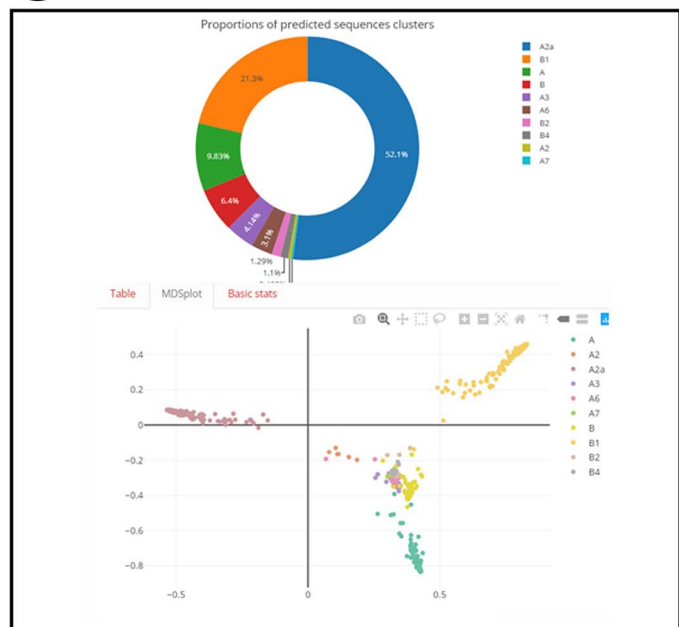 Proportions of predicted sequences clusters
A2a
B1
A
B
A3
A6
B2
B4
A2
A7
21.3%
52.1%
9.83%
6.4%
4.14%
3.1%
1.29%
1.1%
Table MDSplot Basic stats
0.4
0.2
0
−0.2
−0.4
−0.6
−0.8
−0.5 0 0.5
A
A2
A2a
A3
A6
A7
B
B1
B2
B4